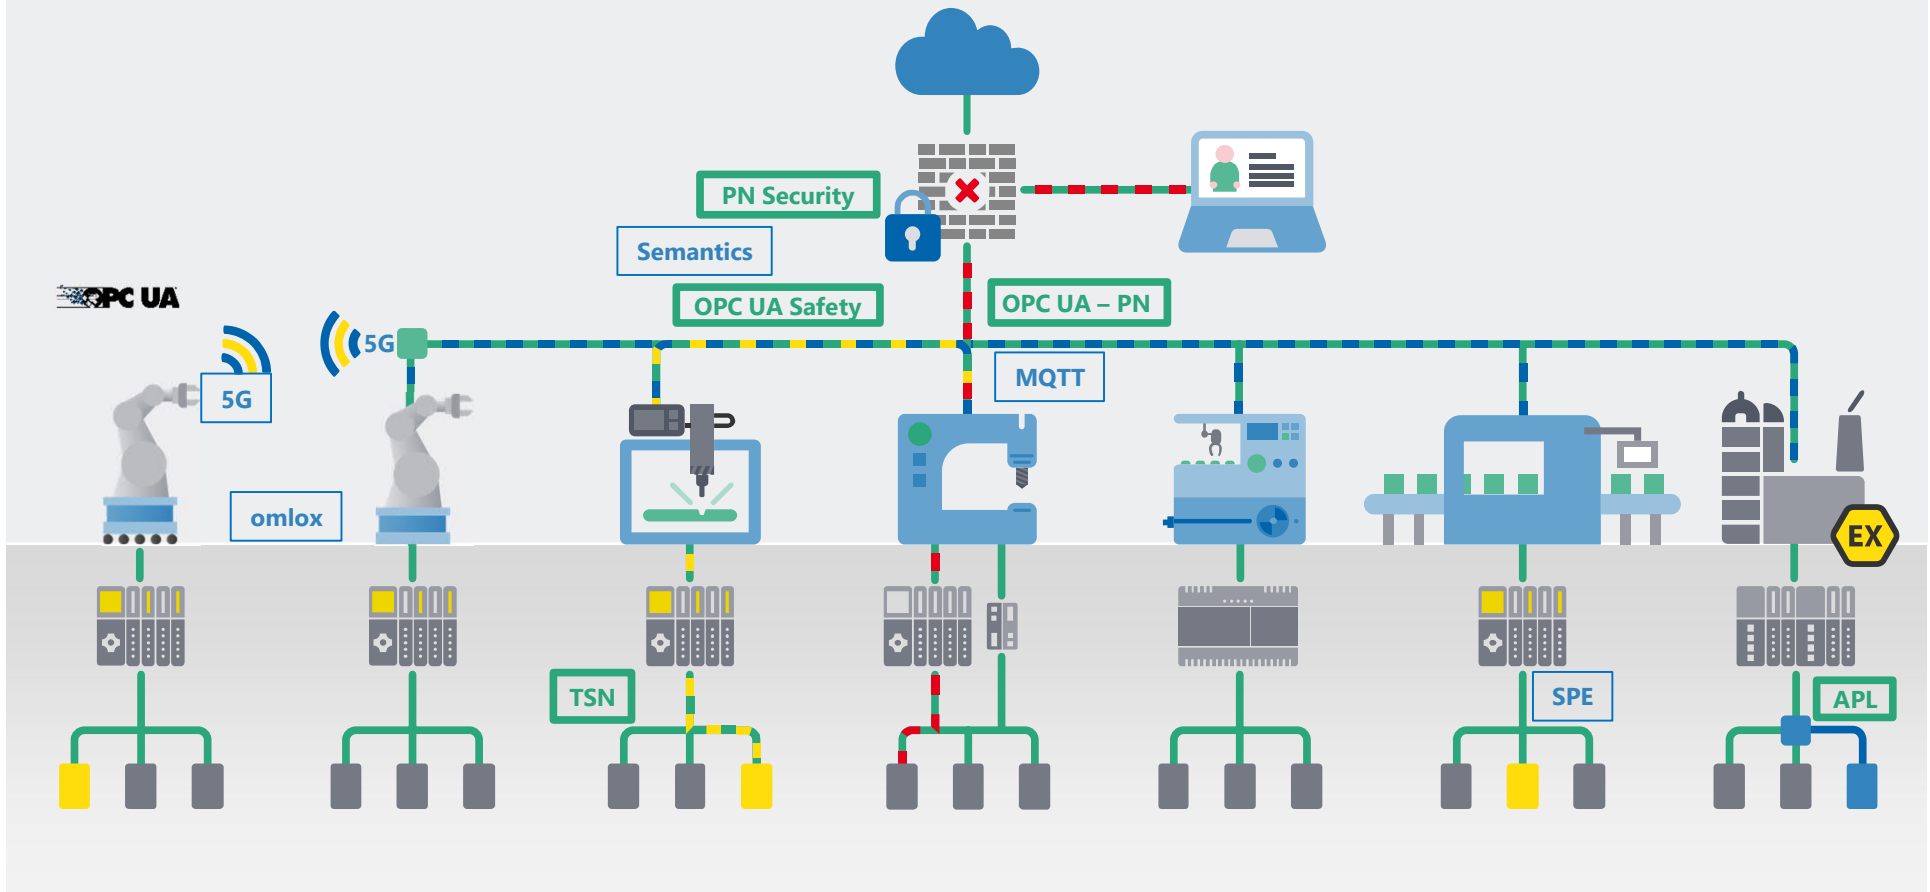 PN Security
Semantics
OPC UA
OPC UA Safety
OPC UA – PN
5G
MQTT
5G
omlox
EX
TSN
SPE
APL